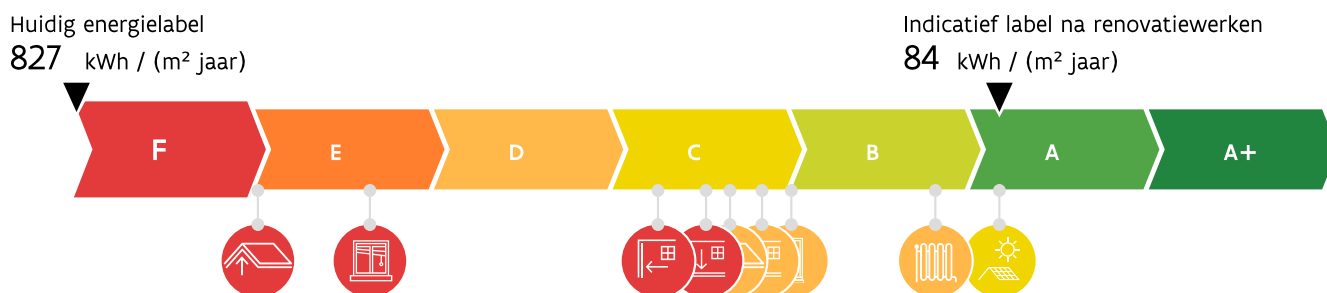 Huidig energielabel
827 kWh / (m² jaar)
Indicatief label na renovatiewerken
84 kWh / (m² jaar)
F E D C B A A+